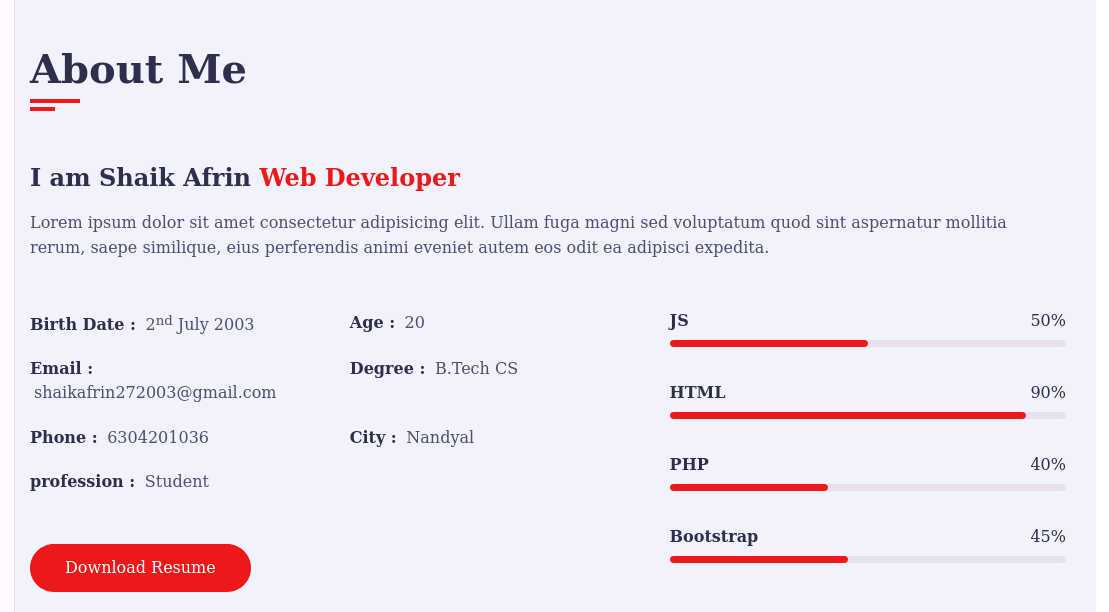 About Me
I am Shaik Afrin Web Developer
Lorem ipsum dolor sit amet consectetur adipisicing elit. Ullam fuga magni sed voluptatum quod sint aspernatur mollitia
rerum, saepe similique, eius perferendis animi eveniet autem eos odit ea adipisci expedita.
Birth Date : 2nd July 2003
Age : 20
Email :
shaikafrin272003@gmail.com
Degree : B.Tech CS
Phone : 6304201036
City : Nandyal
profession : Student
Download Resume
JS 50%
HTML 90%
PHP 40%
Bootstrap 45%